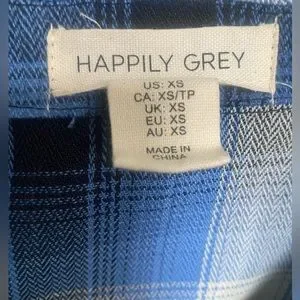 HAPPILY GREY
US: XS
CA: XS/TP
UK: XS
EU: XS
AU: XS
MADE IN
CHINA